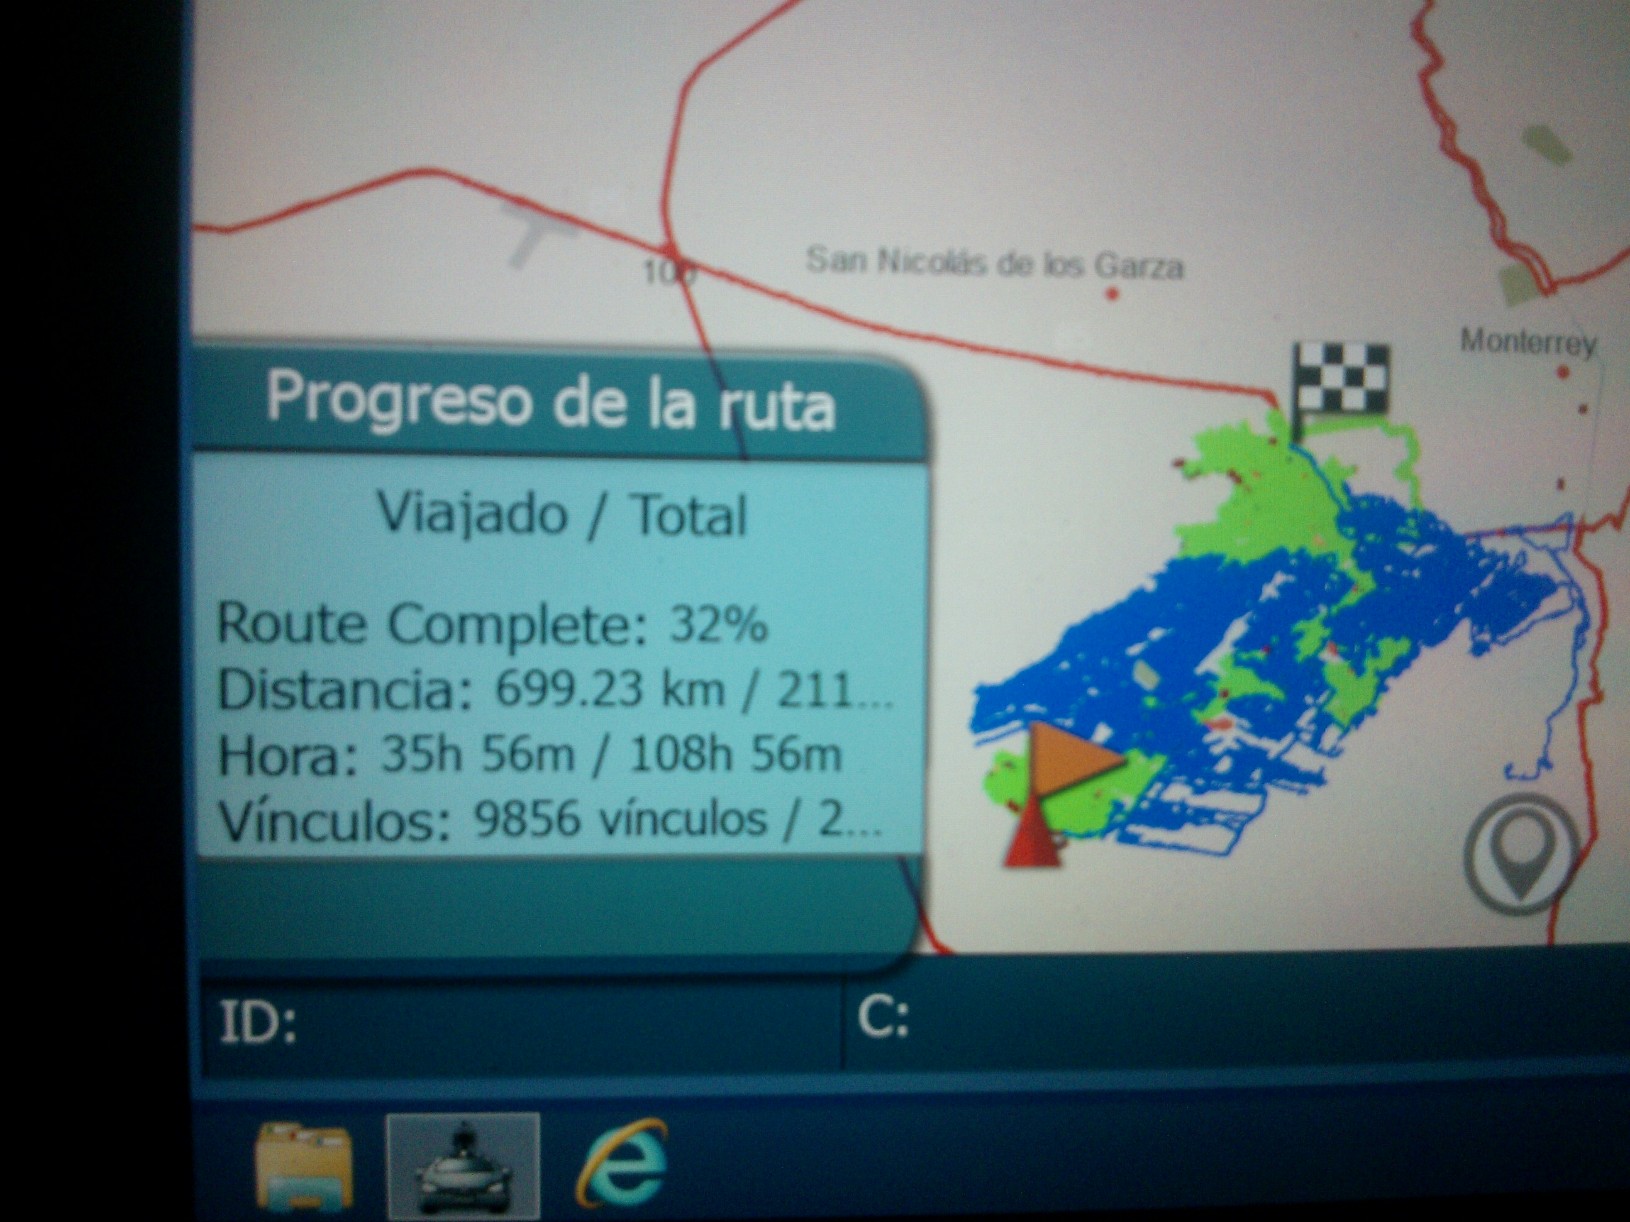 San Nicolás de los Garza
100
Monterrey
Progreso de la ruta
Viajado / Total
Route Complete: 32%
Distancia: 699.23 km / 211...
Hora: 35h 56m / 108h 56m
Vínculos: 9856 vínculos / 2...
ID:
C: